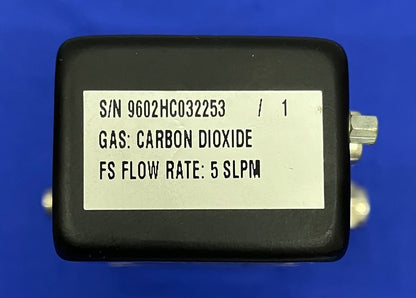 S/N 9602HC032253 / 1
GAS: CARBON DIOXIDE
FS FLOW RATE: 5 SLPM